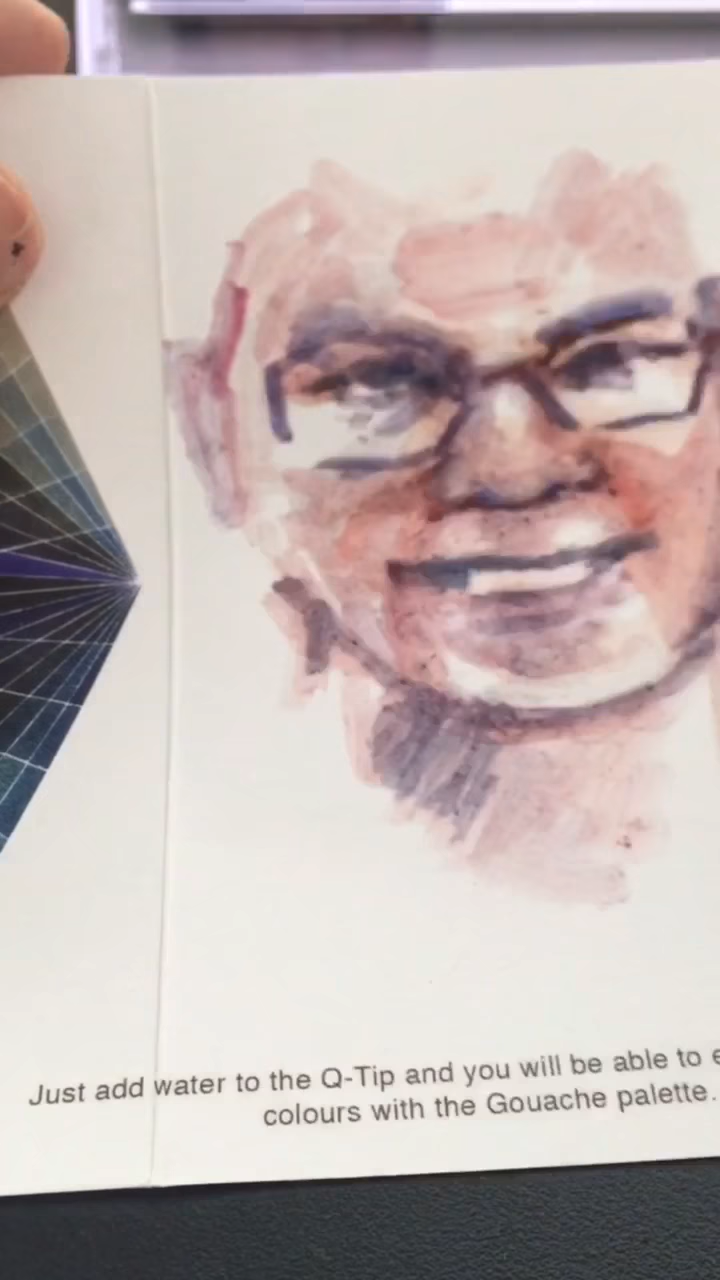 Just add water to the Q-Tip and you will be able to
colours with the Gouache palette.